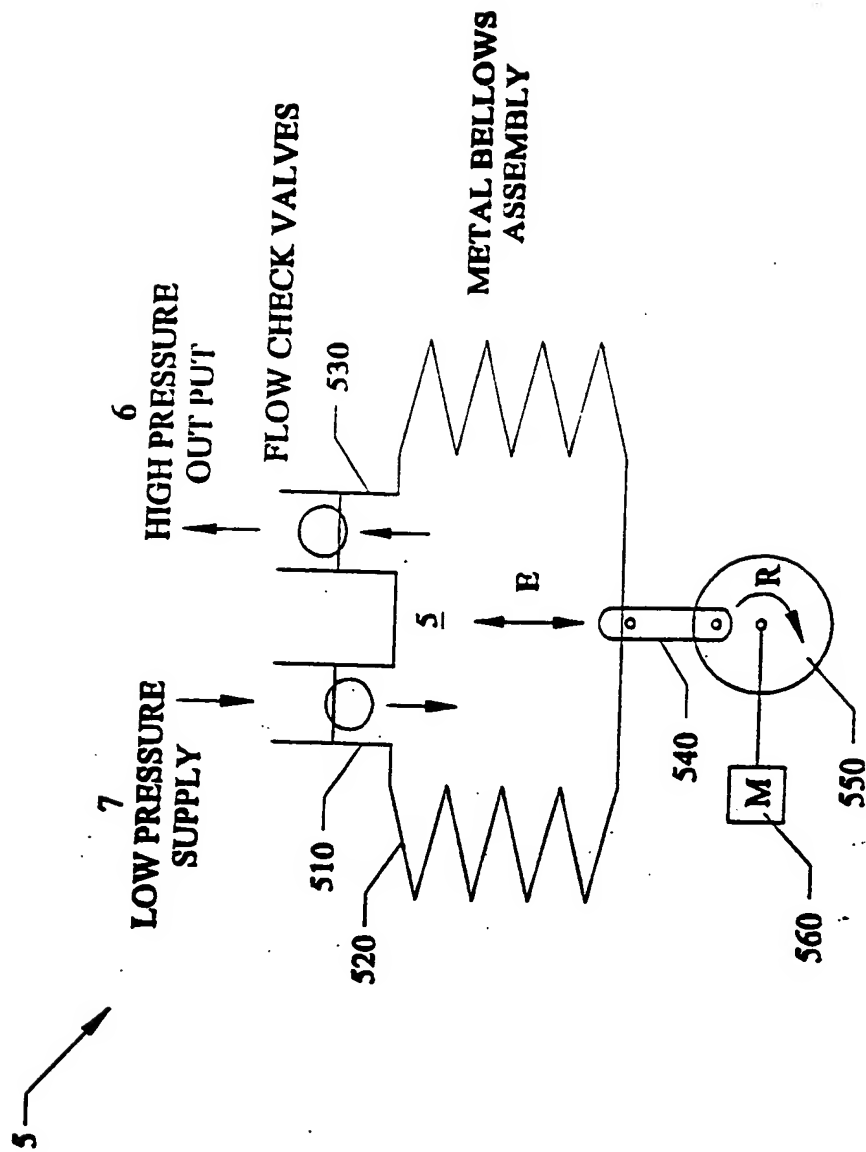 5
7
LOW PRESSURE
SUPPLY
6
HIGH PRESSURE
OUT PUT
FLOW CHECK VALVES
510
530
520
5
E
METAL BELLOWS
ASSEMBLY
540
R
M
550
560